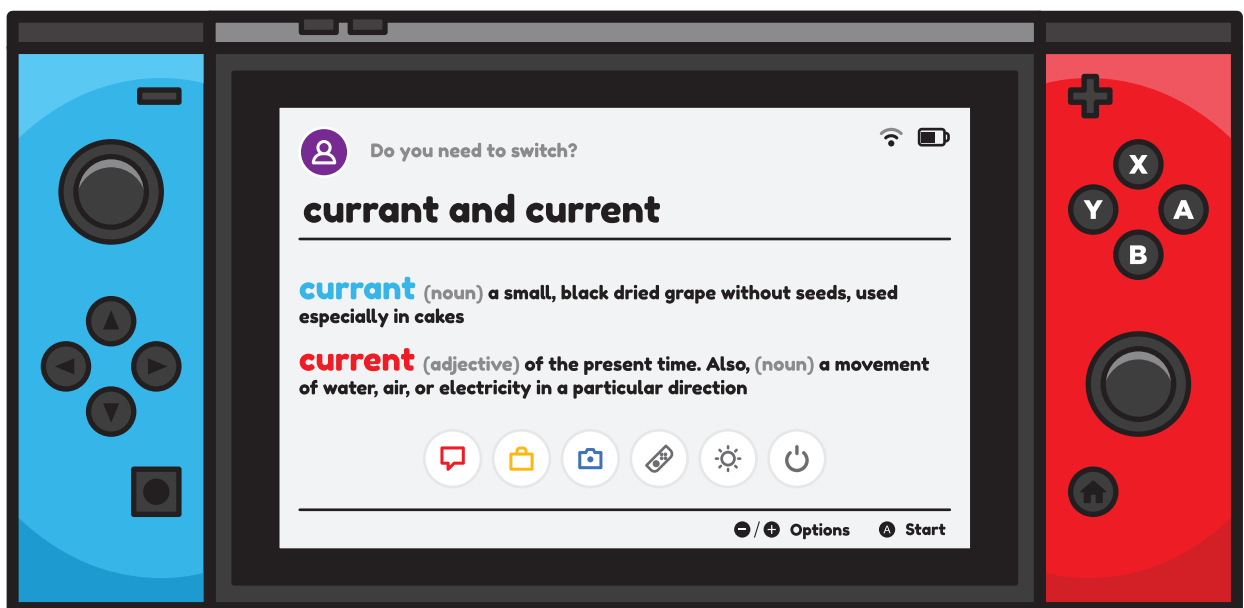 Do you need to switch?
currant and current
currant (noun) a small, black dried grape without seeds, used
especially in cakes
current (adjective) of the present time. Also, (noun) a movement
of water, air, or electricity in a particular direction
X
Y A
B
/ Options A Start